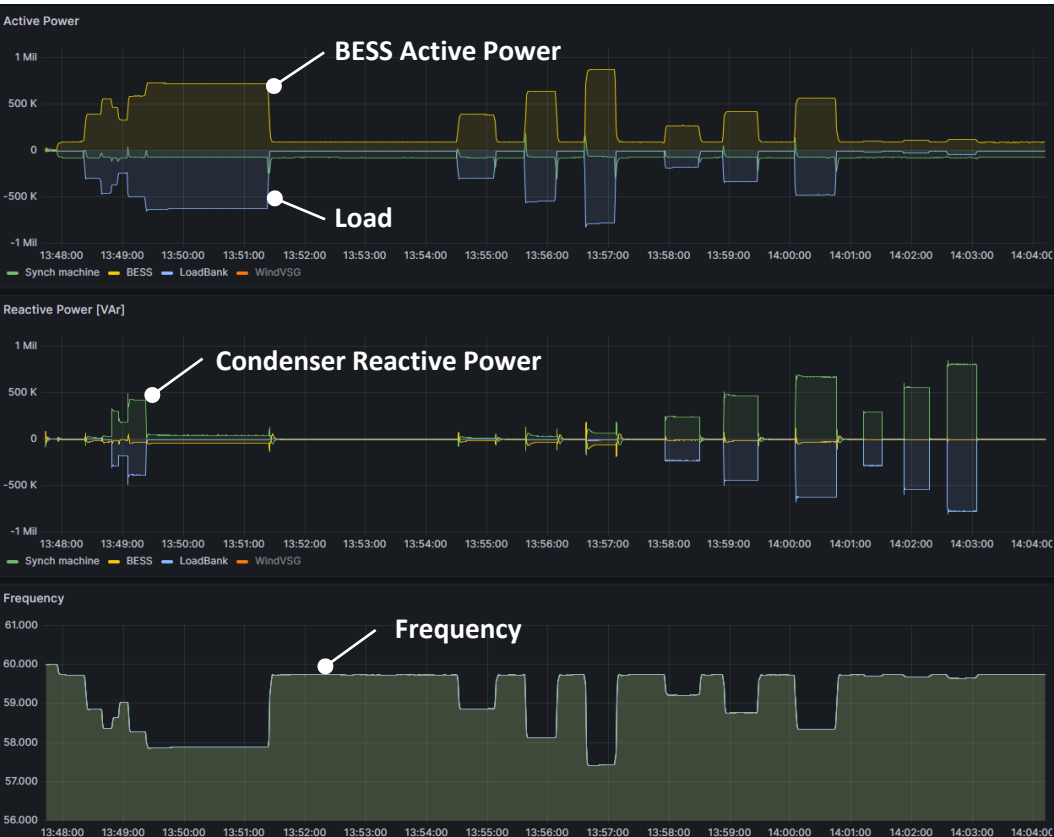 Active Power
BESS Active Power
1 Mil
500 K
0
-500 K
Load
-1 Mil
13:48:00 13:49:00 13:50:00 13:51:00 13:52:00 13:53:00 13:54:00 13:55:00 13:56:00 13:57:00 13:58:00 13:59:00 14:00:00 14:01:00 14:02:00 14:03:00 14:04:00
Synch machine BESS LoadBank WindVSG
Reactive Power [VAr]
1 Mil
Condenser Reactive Power
500 K
0
-500 K
-1 Mil
13:48:00 13:49:00 13:50:00 13:51:00 13:52:00 13:53:00 13:54:00 13:55:00 13:56:00 13:57:00 13:58:00 13:59:00 14:00:00 14:01:00 14:02:00 14:03:00 14:04:00
Synch machine BESS LoadBank WindVSG
Frequency
61.000
Frequency
60.000
59.000
58.000
57.000
56.000
13:48:00 13:49:00 13:50:00 13:51:00 13:52:00 13:53:00 13:54:00 13:55:00 13:56:00 13:57:00 13:58:00 13:59:00 14:00:00 14:01:00 14:02:00 14:03:00 14:04:00